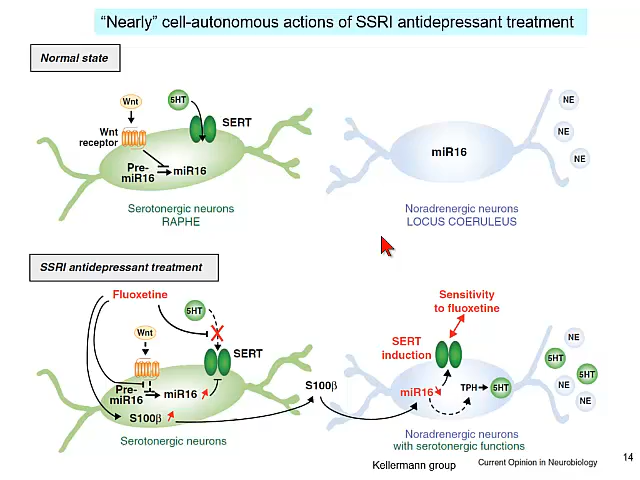 “Nearly” cell-autonomous actions of SSRI antidepressant treatment
Normal state
Wnt
5HT
SERT
Wnt
receptor
Pre-
miR16
miR16
Serotonergic neurons
RAPHE
miR16
NE
NE
NE
Noradrenergic neurons
LOCUS COERULEUS
SSRI antidepressant treatment
Fluoxetine
5HT
Wnt
SERT
Pre-
miR16
miR16
S100β
Serotonergic neurons
S100β
Sensitivity
to fluoxetine
SERT
induction
miR16
TPH
5HT
NE
5HT
5HT
NE
NE
Noradrenergic neurons
with serotonergic functions
Kellermann group
Current Opinion in Neurobiology
14